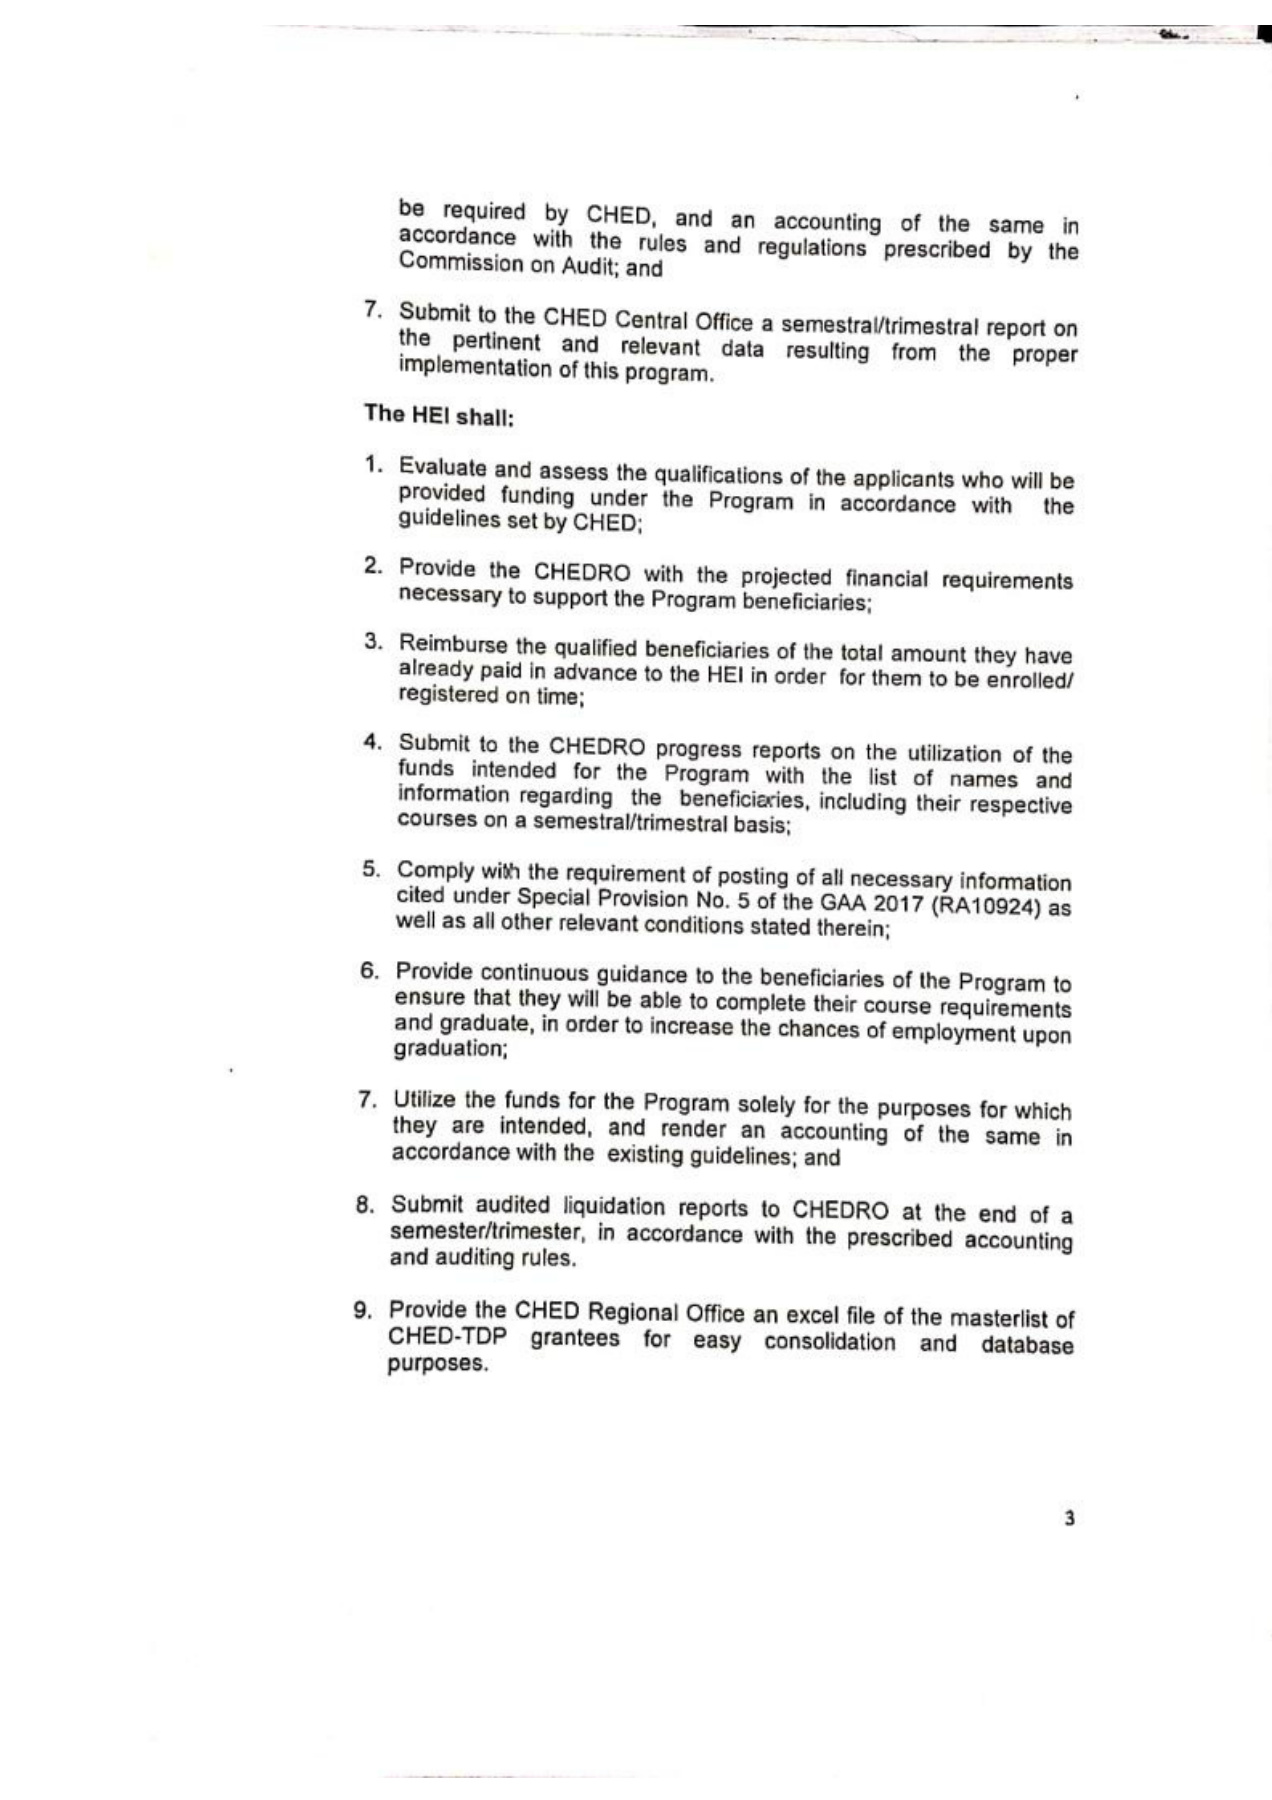 be required by CHED, and an accounting of the same in
accordance with the rules and regulations prescribed by the
Commission on Audit; and
7. Submit to the CHED Central Office a semestral/trimestral report on
the pertinent and relevant data resulting from the proper
implementation of this program.
The HEI shall:
1. Evaluate and assess the qualifications of the applicants who will be
provided funding under the Program in accordance with the
guidelines set by CHED;
2. Provide the CHEDRO with the projected financial requirements
necessary to support the Program beneficiaries;
3. Reimburse the qualified beneficiaries of the total amount they have
already paid in advance to the HEI in order for them to be enrolled/
registered on time;
4. Submit to the CHEDRO progress reports on the utilization of the
funds intended for the Program with the list of names and
information regarding the beneficiaries, including their respective
courses on a semestral/trimestral basis;
5. Comply with the requirement of posting of all necessary information
cited under Special Provision No. 5 of the GAA 2017 (RA10924) as
well as all other relevant conditions stated therein;
6. Provide continuous guidance to the beneficiaries of the Program to
ensure that they will be able to complete their course requirements
and graduate, in order to increase the chances of employment upon
graduation;
7. Utilize the funds for the Program solely for the purposes for which
they are intended, and render an accounting of the same in
accordance with the existing guidelines; and
8. Submit audited liquidation reports to CHEDRO at the end of a
semester/trimester, in accordance with the prescribed accounting
and auditing rules.
9. Provide the CHED Regional Office an excel file of the masterlist of
CHED-TDP grantees for easy consolidation and database
purposes.
3